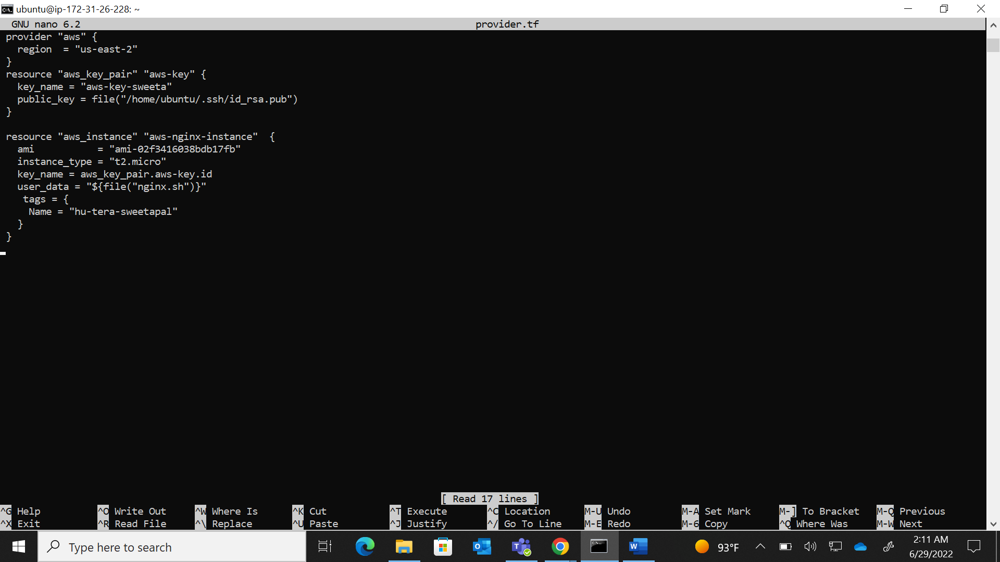 ubuntu@ip-172-31-26-228: ~
GNU nano 6.2 provider.tf
provider "aws" {
  region  = "us-east-2"
}
resource "aws_key_pair" "aws-key" {
  key_name = "aws-key-sweeta"
  public_key = file("/home/ubuntu/.ssh/id_rsa.pub")
}

resource "aws_instance" "aws-nginx-instance"  {
  ami           = "ami-02f3416038bdb17fb"
  instance_type = "t2.micro"
  key_name = aws_key_pair.aws-key.id
  user_data = "${file("nginx.sh")}"
   tags = {
    Name = "hu-tera-sweetapal"
  }
}
[ Read 17 lines ]
^G Help ^O Write Out ^W Where Is ^K Cut ^T Execute ^C Location M-U Undo M-A Set Mark M-] To Bracket M-Q Previous
^X Exit ^R Read File ^\ Replace ^U Paste ^J Justify ^/ Go To Line M-E Redo M-6 Copy ^Q Where Was M-W Next
Type here to search
93°F
2:11 AM
6/29/2022